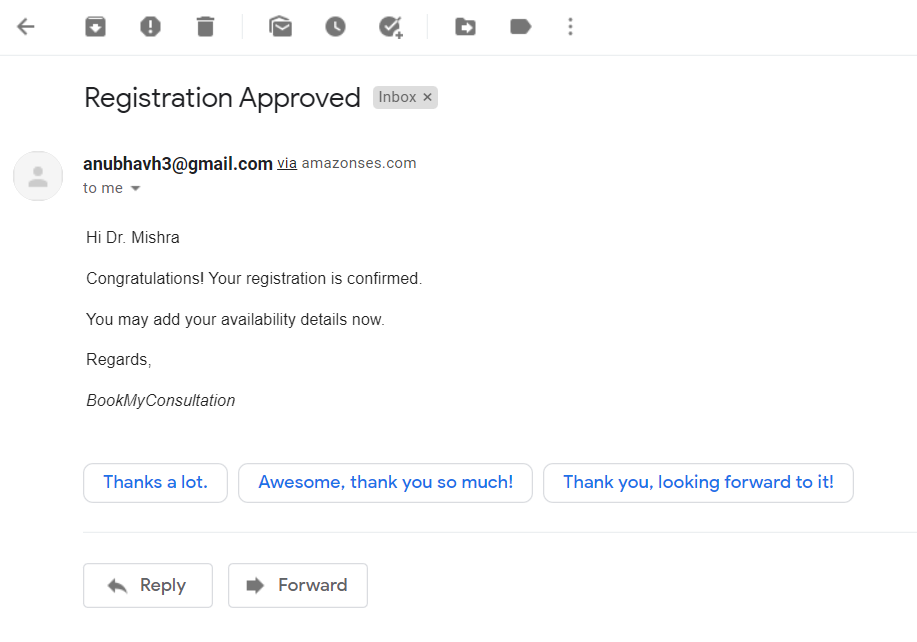 Registration Approved Inbox ×
anubhavh3@gmail.com via amazonses.com
to me
Hi Dr. Mishra
Congratulations! Your registration is confirmed.
You may add your availability details now.
Regards,
BookMyConsultation
Thanks a lot. Awesome, thank you so much! Thank you, looking forward to it!
Reply Forward